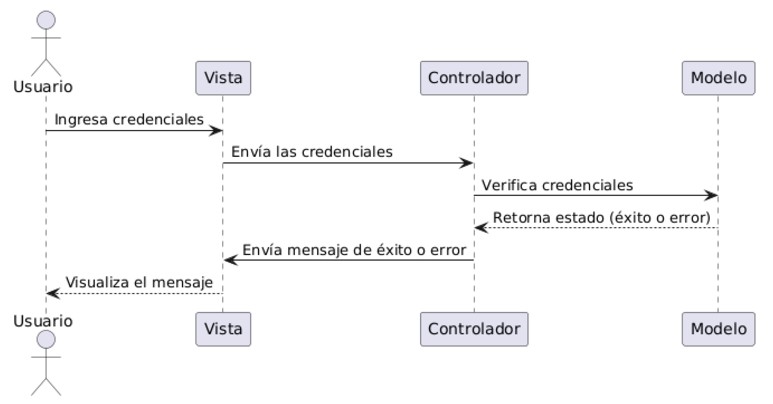 Usuario
Vista
Controlador
Modelo
Ingresa credenciales
Envía las credenciales
Verifica credenciales
Retorna estado (éxito o error)
Envía mensaje de éxito o error
Visualiza el mensaje
Usuario
Vista
Controlador
Modelo